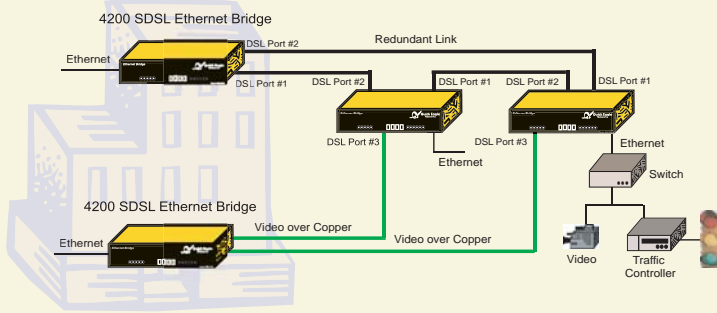 4200 SDSL Ethernet Bridge
Ethernet
DSL Port #2
Redundant Link
DSL Port #1
DSL Port #2
DSL Port #1
DSL Port #2
DSL Port #1
DSL Port #3
Ethernet
DSL Port #3
Ethernet
Switch
4200 SDSL Ethernet Bridge
Ethernet
Video over Copper
Video over Copper
Video
Traffic
Controller